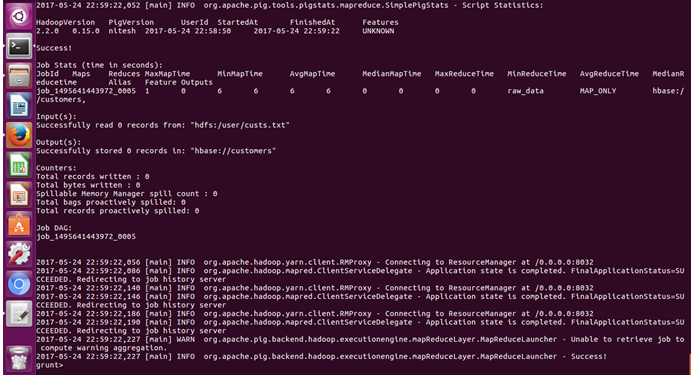 2017-05-24 22:59:22,052 [main] INFO  org.apache.pig.tools.pigstats.mapreduce.SimplePigStats - Script Statistics:
HadoopVersion   PigVersion      UserId  StartedAt       FinishedAt      Features
2.2.0   0.15.0  nitesh  2017-05-24 22:58:50     2017-05-24 22:59:22     UNKNOWN
Success!
Job Stats (time in seconds):
JobId   Maps    Reduces MaxMapTime      MinMapTime      AvgMapTime      MedianMapTime   MaxReduceTime   MinReduceTime   AvgReduceTime   MedianR
educetime       Alias   Feature Outputs
job_1495641443972_0005  1       0       6       6       6       6       0       0       0       0       raw_data        MAP_ONLY        hbase:/
/customers,
Input(s):
Successfully read 0 records from: "hdfs:/user/custs.txt"
Output(s):
Successfully stored 0 records in: "hbase://customers"
Counters:
Total records written : 0
Total bytes written : 0
Spillable Memory Manager spill count : 0
Total bags proactively spilled: 0
Total records proactively spilled: 0
Job DAG:
job_1495641443972_0005
2017-05-24 22:59:22,056 [main] INFO  org.apache.hadoop.yarn.client.RMProxy - Connecting to ResourceManager at /0.0.0.0:8032
2017-05-24 22:59:22,086 [main] INFO  org.apache.hadoop.mapred.ClientServiceDelegate - Application state is completed. FinalApplicationStatus=SU
CCEEDED. Redirecting to job history server
2017-05-24 22:59:22,140 [main] INFO  org.apache.hadoop.yarn.client.RMProxy - Connecting to ResourceManager at /0.0.0.0:8032
2017-05-24 22:59:22,146 [main] INFO  org.apache.hadoop.mapred.ClientServiceDelegate - Application state is completed. FinalApplicationStatus=SU
CCEEDED. Redirecting to job history server
2017-05-24 22:59:22,186 [main] INFO  org.apache.hadoop.yarn.client.RMProxy - Connecting to ResourceManager at /0.0.0.0:8032
2017-05-24 22:59:22,190 [main] INFO  org.apache.hadoop.mapred.ClientServiceDelegate - Application state is completed. FinalApplicationStatus=SU
CCEEDED. Redirecting to job history server
2017-05-24 22:59:22,227 [main] WARN  org.apache.pig.backend.hadoop.executionengine.mapReduceLayer.MapReduceLauncher - Unable to retrieve job to
 compute warning aggregation.
2017-05-24 22:59:22,227 [main] INFO  org.apache.pig.backend.hadoop.executionengine.mapReduceLayer.MapReduceLauncher - Success!
grunt>